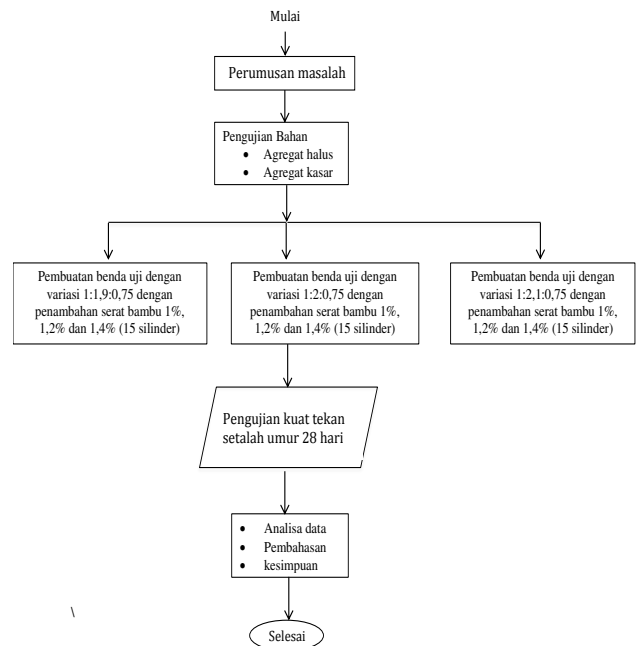 Mulai
Perumusan masalah
Pengujian Bahan
• Agregat halus
• Agregat kasar
Pembuatan benda uji dengan
variasi 1:1,9:0,75 dengan
penambahan serat bambu 1%,
1,2% dan 1,4% (15 silinder)
Pembuatan benda uji dengan
variasi 1:2:0,75 dengan
penambahan serat bambu 1%,
1,2% dan 1,4% (15 silinder)
Pembuatan benda uji dengan
variasi 1:2,1:0,75 dengan
penambahan serat bambu 1%,
1,2% dan 1,4% (15 silinder)
Pengujian kuat tekan
setalah umur 28 hari
• Analisa data
• Pembahasan
• kesimpuan
\
Selesai